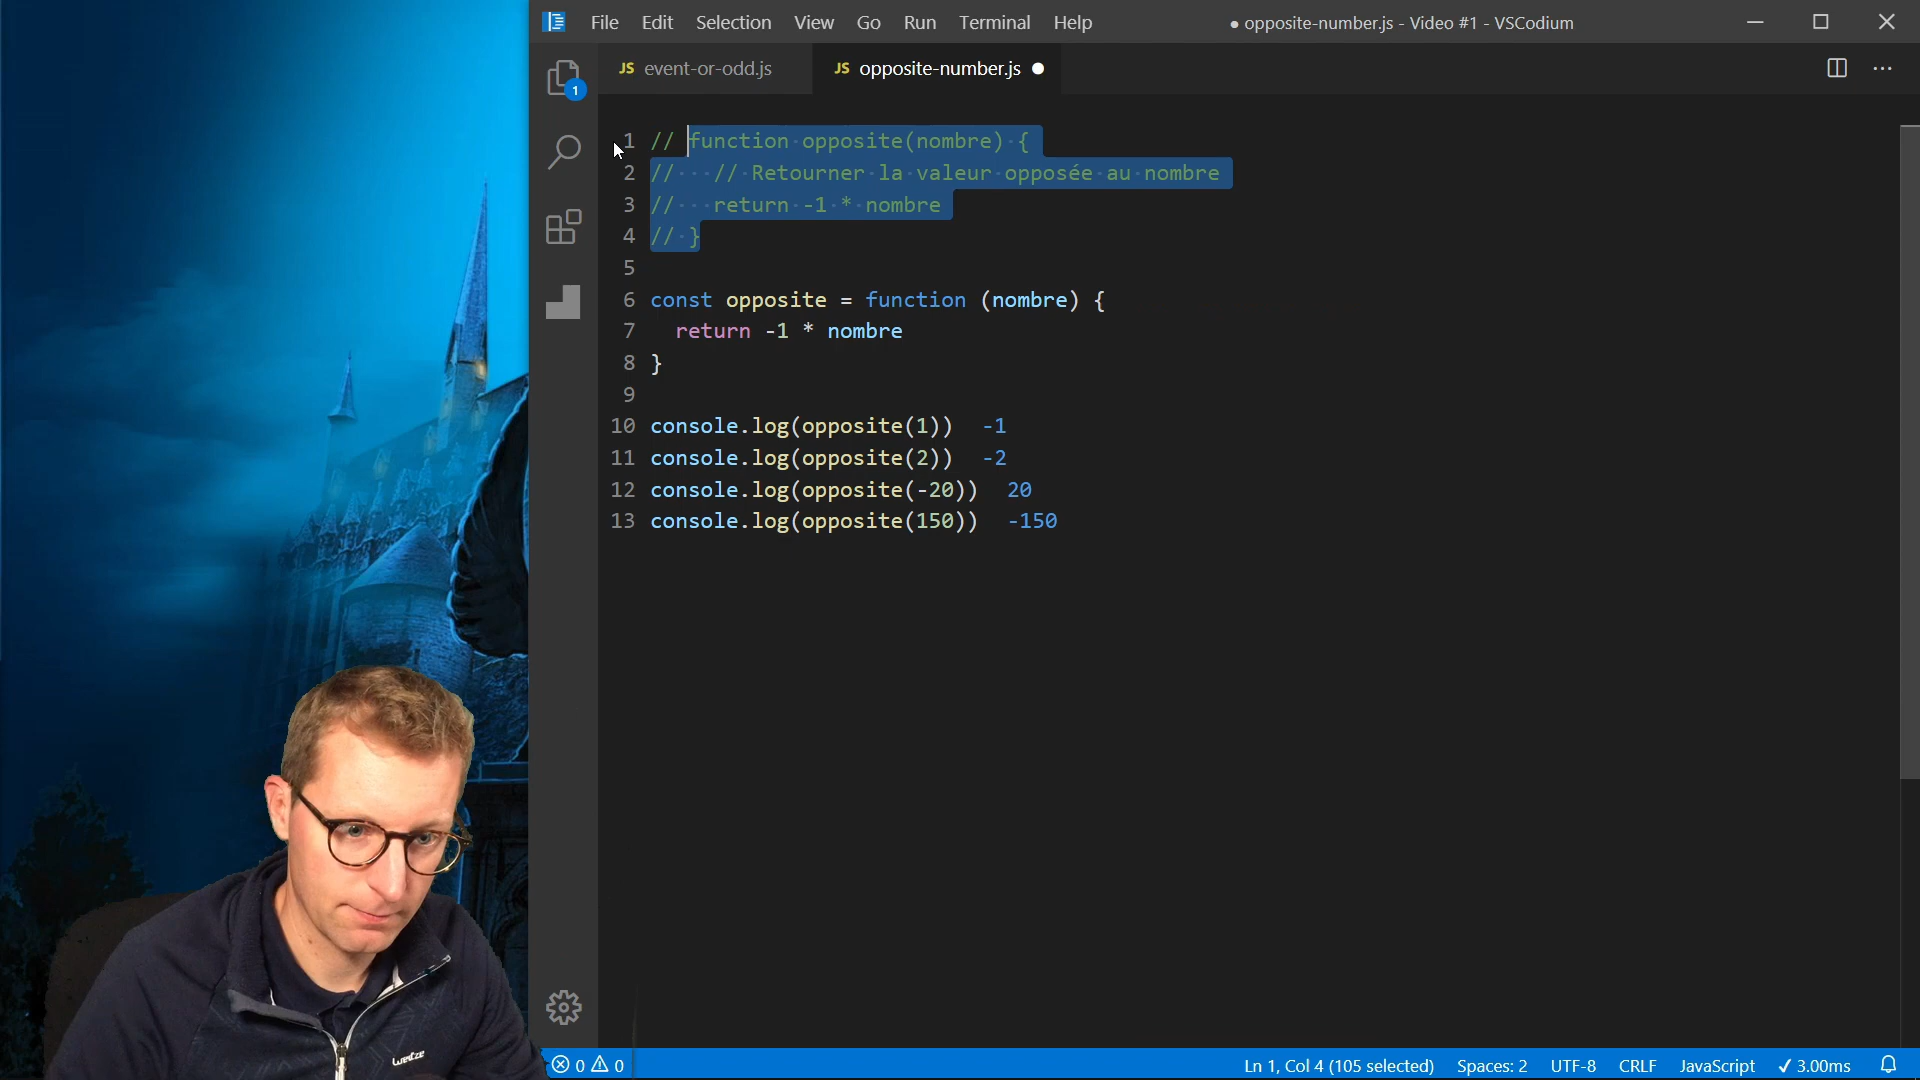 File Edit Selection View Go Run Terminal Help
● opposite-number.js - Video #1 - VSCodium
JS event-or-odd.js
JS opposite-number.js ●
1
1 // function·opposite(nombre)·{
2 //···//·Retourner·la·valeur·opposée·au·nombre
3 //···return·-1·*·nombre
4 //·}
5
6 const opposite = function (nombre) {
7 return -1 * nombre
8 }
9
10 console.log(opposite(1)) -1
11 console.log(opposite(2)) -2
12 console.log(opposite(-20)) 20
13 console.log(opposite(150)) -150
0 0
Ln 1, Col 4 (105 selected) Spaces: 2 UTF-8 CRLF JavaScript ✓ 3.00ms